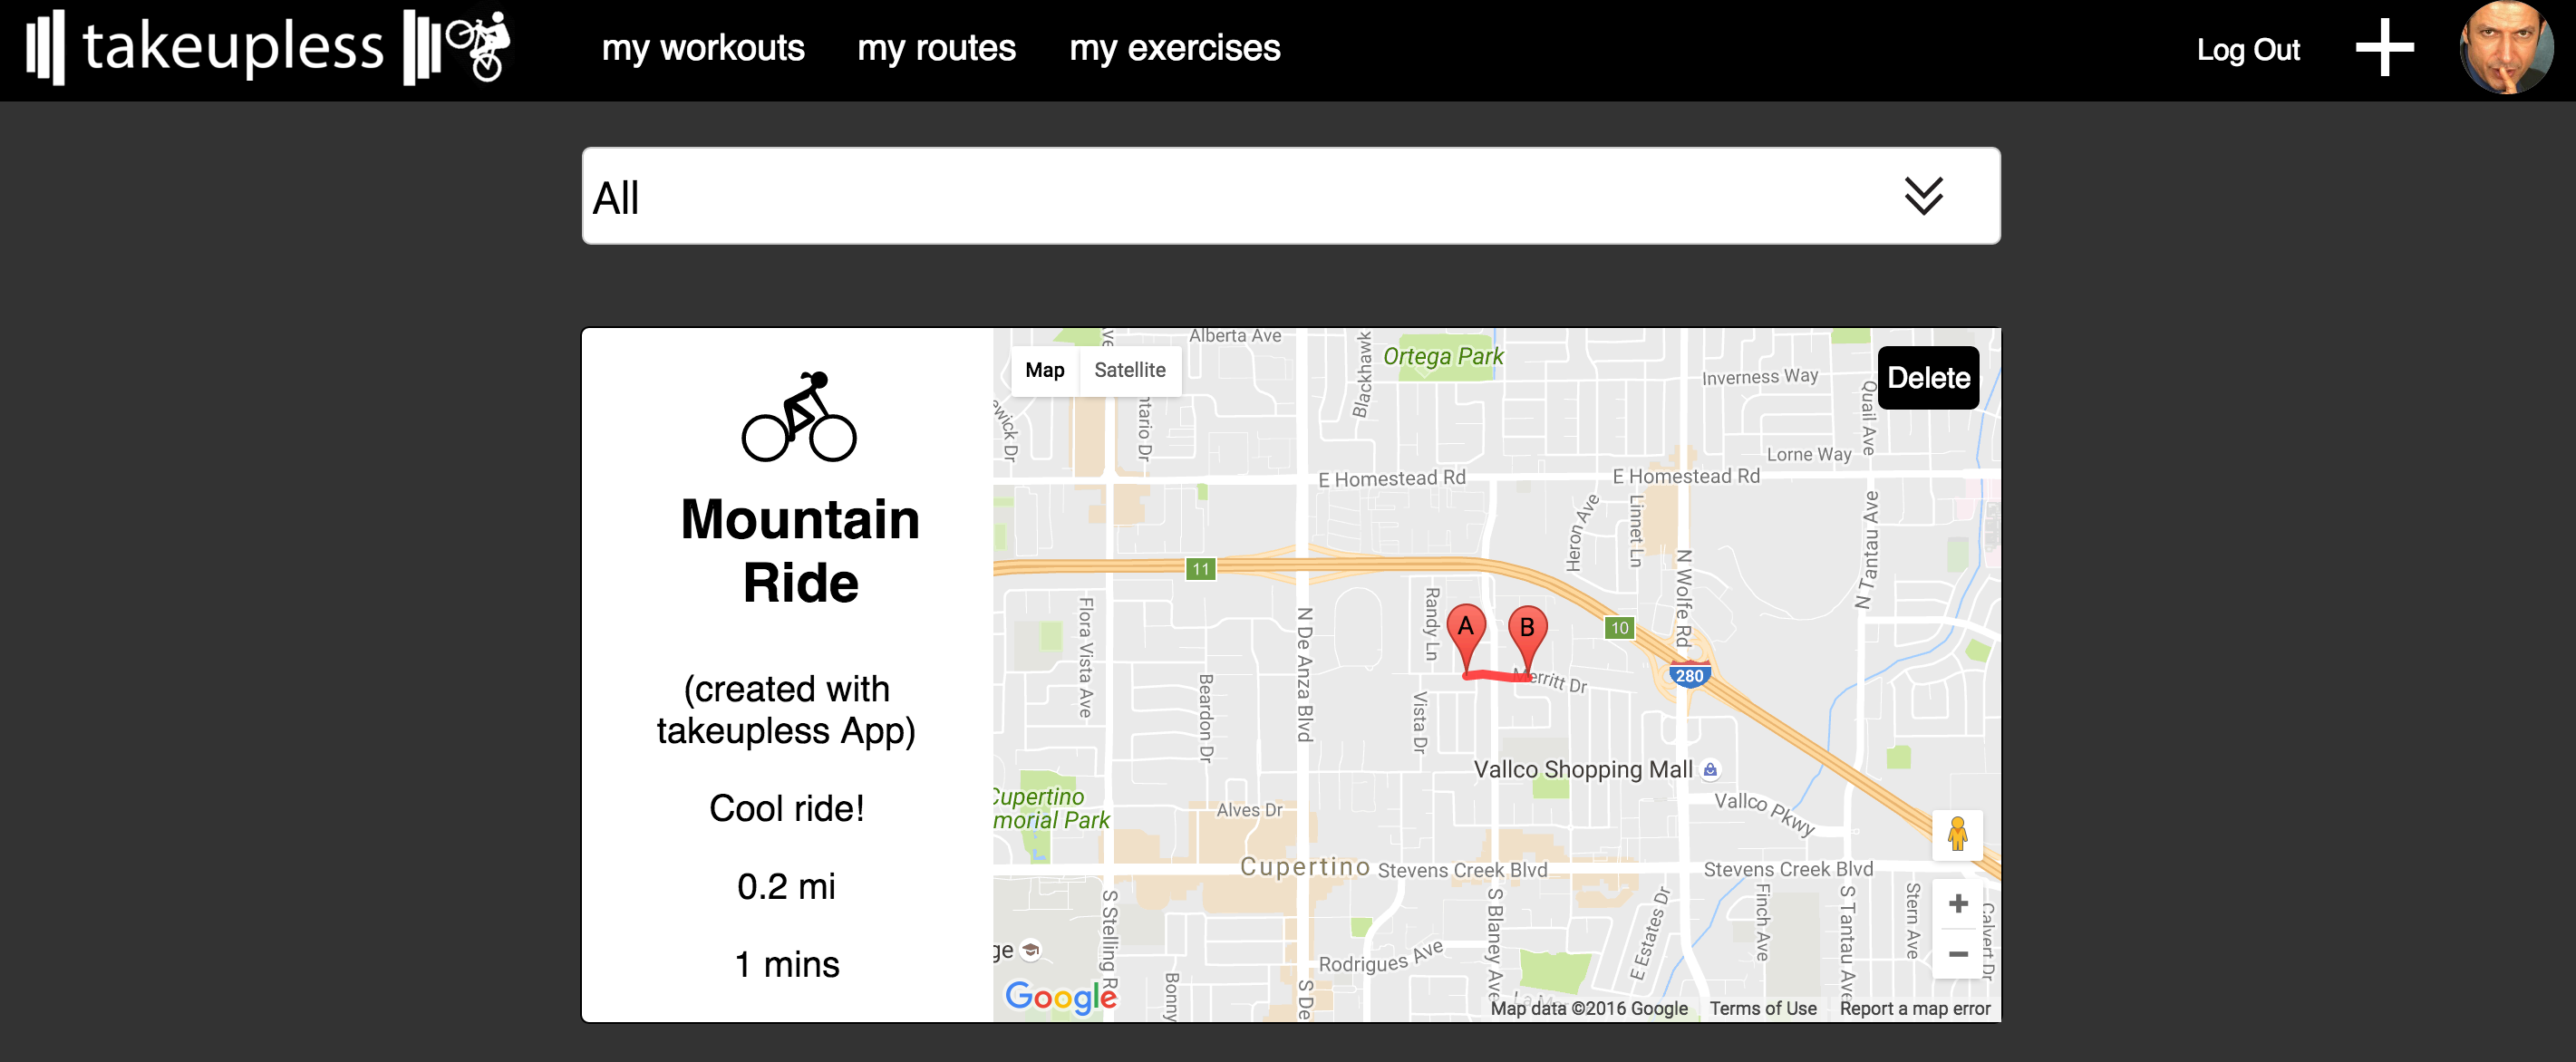 takeupless
my workouts
my routes
my exercises
Log Out
All
Mountain
Ride
(created with
takeupless App)
Cool ride!
0.2 mi
1 mins
Map
Satellite
Delete
Alberta Ave
Blackhawk
Ortega Park
Inverness Way
Quail Ave
Lorne Way
E Homestead Rd
E Homestead Rd
Heron Ave
Linnet Ln
N Wolfe Rd
N Tantau Ave
11
10
280
Flora Vista Ave
Beardon Dr
N De Anza Blvd
Randy Ln
Vista Dr
A
B
Merritt Dr
Vallco Shopping Mall
Vallco Pkwy
Cupertino
morial Park
Alves Dr
Cupertino
Stevens Creek Blvd
Stevens Creek Blvd
S Stelling R
Bonny
S De
Rodrigues Ave
S Blaney Ave
E Estates Dr
Finch Ave
S Tantau Ave
Stern Ave
Calvert Dr
ge
Google
Map data ©2016 Google
Terms of Use
Report a map error